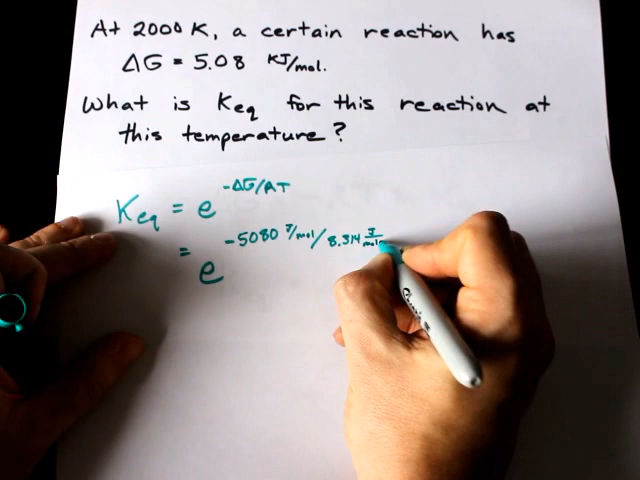 At 2000 K, a certain reaction has
ΔG = 5.08 KJ/mol.
What is Keq for this reaction at
this temperature?
Keq = e^-ΔG/RT
= e^-5080 J/mol / 8.314 J/mol
Sharpie